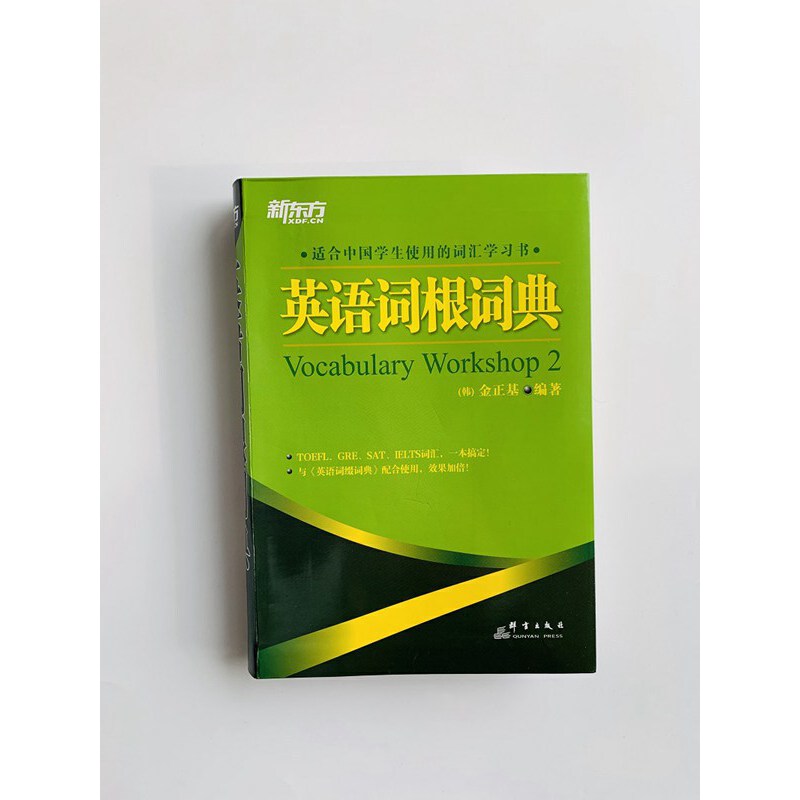 新东方
XDF.CN
•适合中国学生使用的词汇学习书•
英语词根词典
Vocabulary Workshop 2
(韩) 金正基 ● 编著
● TOEFL、GRE、SAT、IELTS词汇，一本搞定！
● 与《英语词缀词典》配合使用，效果加倍！
群言出版社
QUNYAN PRESS